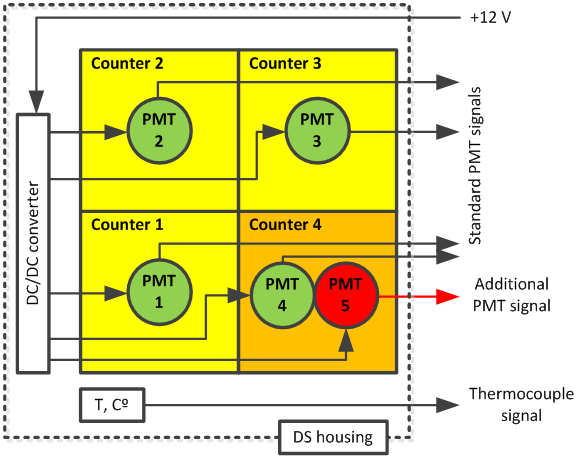 +12 V
Counter 2
Counter 3
PMT
2
PMT
3
Standard PMT signals
DC/DC converter
Counter 1
Counter 4
PMT
1
PMT
4
PMT
5
Additional
PMT signal
T, Cº
Thermocouple
signal
DS housing